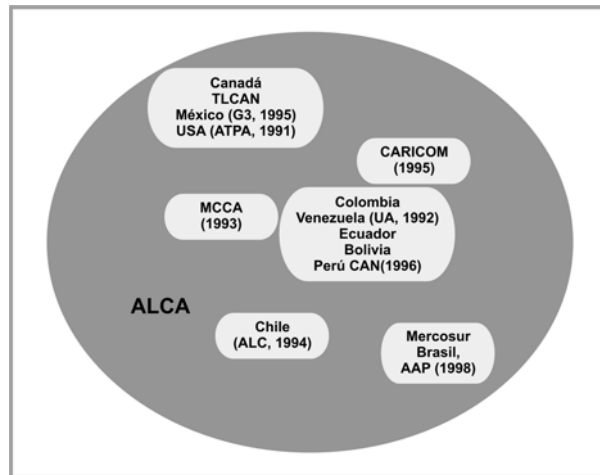 Canadá
TLCAN
México (G3, 1995)
USA (ATPA, 1991)
CARICOM
(1995)
MCCA
(1993)
Colombia
Venezuela (UA, 1992)
Ecuador
Bolivia
Perú CAN(1996)
ALCA
Chile
(ALC, 1994)
Mercosur
Brasil,
AAP (1998)